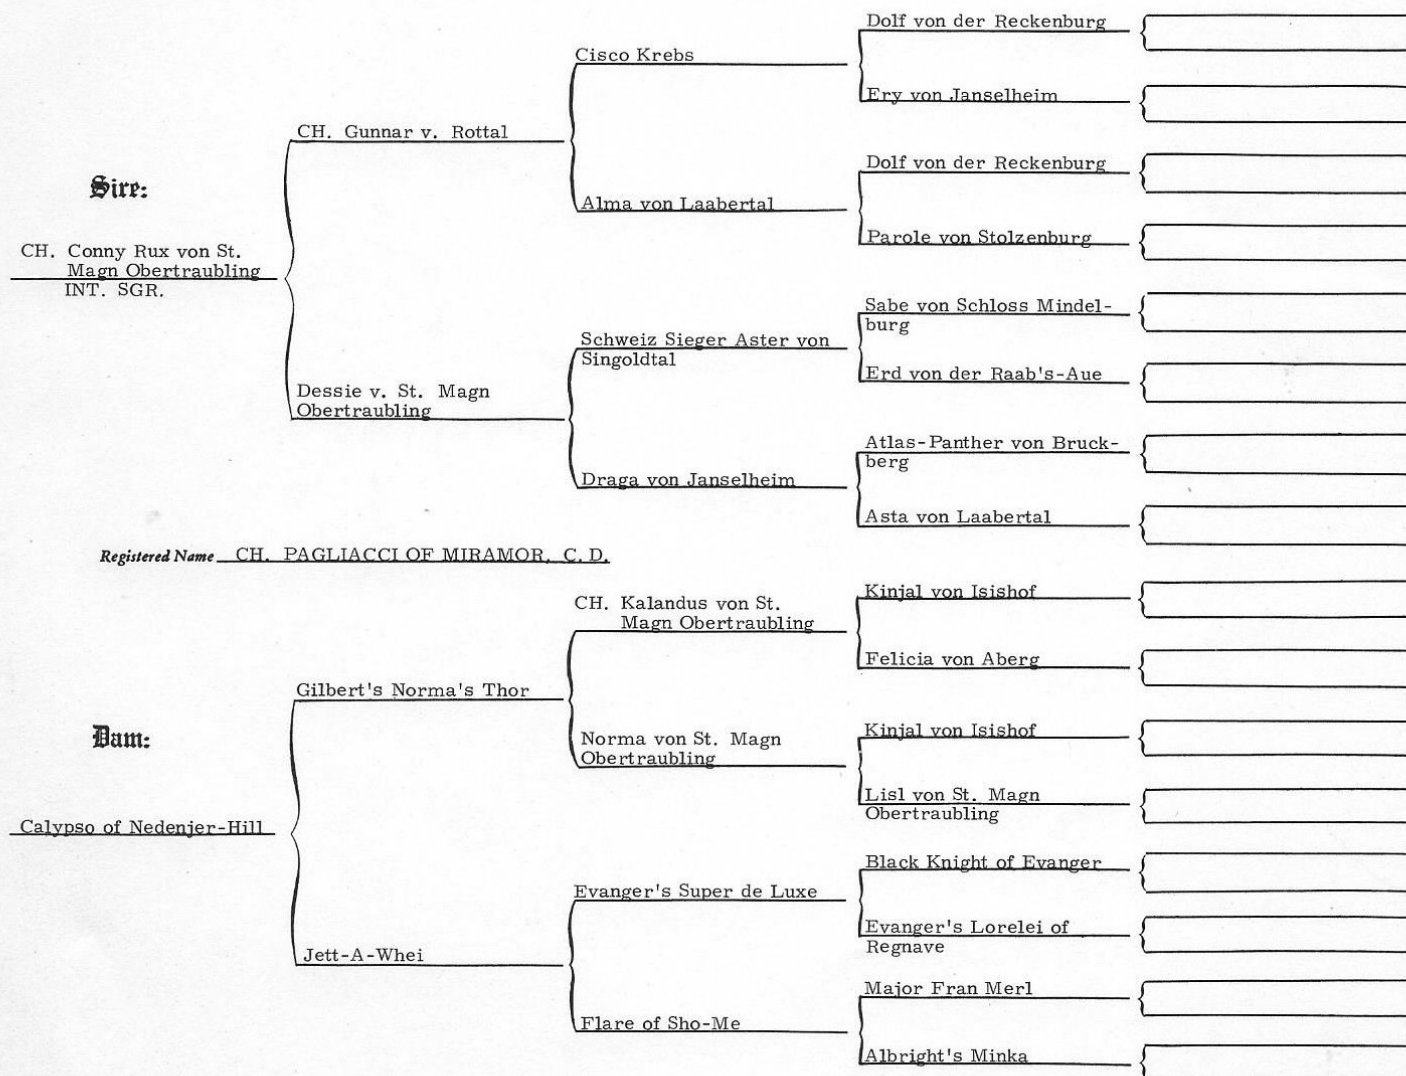 Dolf von der Reckenburg
Cisco Krebs
Ery von Janselheim
CH. Gunnar v. Rottal
Dolf von der Reckenburg
Sire:
Alma von Laabertal
Parole von Stolzenburg
CH. Conny Rux von St.
Magn Obertraubling
INT. SGR.
Sabe von Schloss Mindel-
burg
Schweiz Sieger Aster von
Singoldtal
Erd von der Raab's-Aue
Dessie v. St. Magn
Obertraubling
Atlas-Panther von Bruck-
berg
Draga von Janselheim
Asta von Laabertal
Registered Name CH. PAGLIACCI OF MIRAMOR, C.D.
Kinjal von Isishof
CH. Kalandus von St.
Magn Obertraubling
Felicia von Aberg
Gilbert's Norma's Thor
Kinjal von Isishof
Dam:
Norma von St. Magn
Obertraubling
Lisl von St. Magn
Obertraubling
Calypso of Nedenjer-Hill
Black Knight of Evanger
Evanger's Super de Luxe
Evanger's Lorelei of
Regnave
Jett-A-Whei
Major Fran Merl
Flare of Sho-Me
Albright's Minka